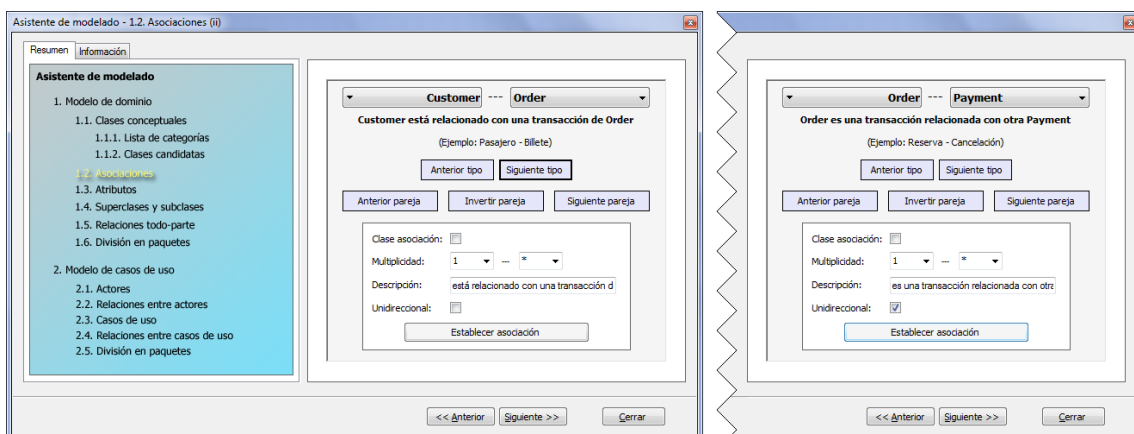 Asistente de modelado - 1.2. Asociaciones (ii)
Resumen
Información
Asistente de modelado
1. Modelo de dominio
1.1. Clases conceptuales
1.1.1. Lista de categorías
1.1.2. Clases candidatas
1.2. Asociaciones
1.3. Atributos
1.4. Superclases y subclases
1.5. Relaciones todo-parte
1.6. División en paquetes
2. Modelo de casos de uso
2.1. Actores
2.2. Relaciones entre actores
2.3. Casos de uso
2.4. Relaciones entre casos de uso
2.5. División en paquetes
Customer --- Order
Customer está relacionado con una transacción de Order
(Ejemplo: Pasajero - Billete)
Anterior tipo Siguiente tipo
Anterior pareja Invertir pareja Siguiente pareja
Clase asociación:
Multiplicidad: 1 --- *
Descripción: está relacionado con una transacción d
Unidireccional:
Establecer asociación
<< Anterior Siguiente >> Cerrar
Order --- Payment
Order es una transacción relacionada con otra Payment
(Ejemplo: Reserva - Cancelación)
Anterior tipo Siguiente tipo
Anterior pareja Invertir pareja Siguiente pareja
Clase asociación:
Multiplicidad: 1 --- *
Descripción: es una transacción relacionada con otra
Unidireccional:
Establecer asociación
<< Anterior Siguiente >> Cerrar